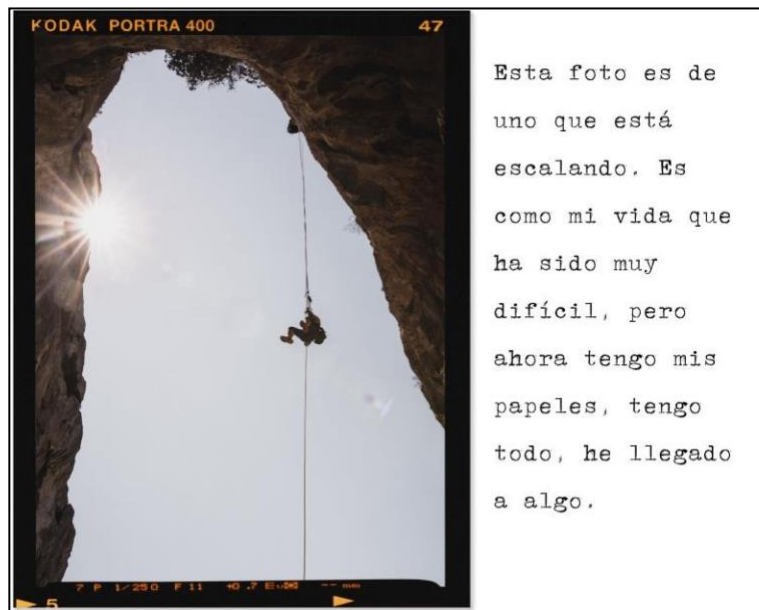 KODAK PORTRA 400 47
Esta foto es de
uno que está
escalando. Es
como mi vida que
ha sido muy
difícil, pero
ahora tengo mis
papeles, tengo
todo, he llegado
a algo.
7 P 1/250 F 11 +0.7 -- mm
5